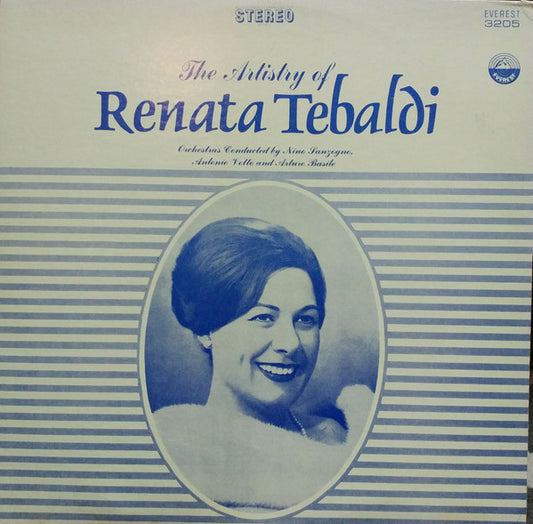 STEREO
EVEREST
3205
EVEREST
The Artistry of
Renata Tebaldi
Orchestras Conducted by Nino Sanzogno,
Antonio Votto and Arturo Basile